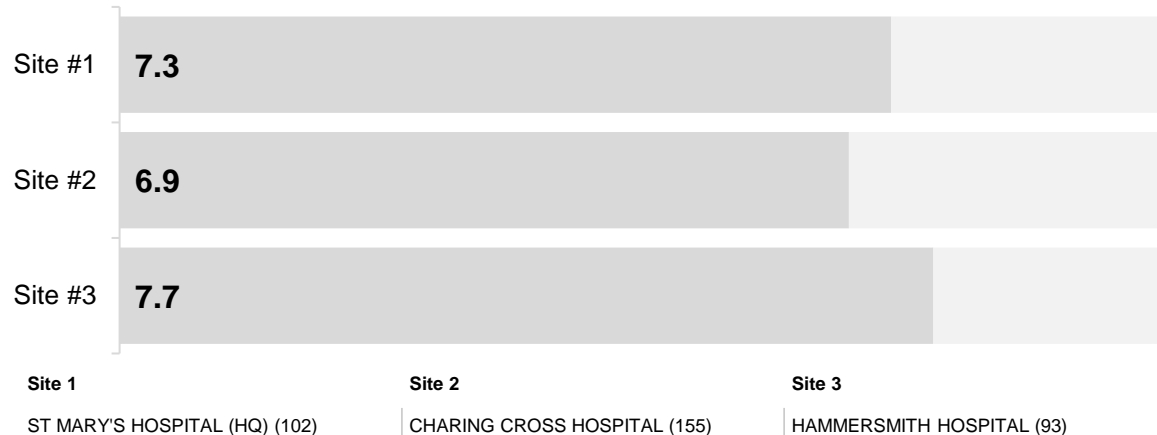 Site #1 7.3
Site #2 6.9
Site #3 7.7
Site 1 Site 2 Site 3
ST MARY'S HOSPITAL (HQ) (102) CHARING CROSS HOSPITAL (155) HAMMERSMITH HOSPITAL (93)